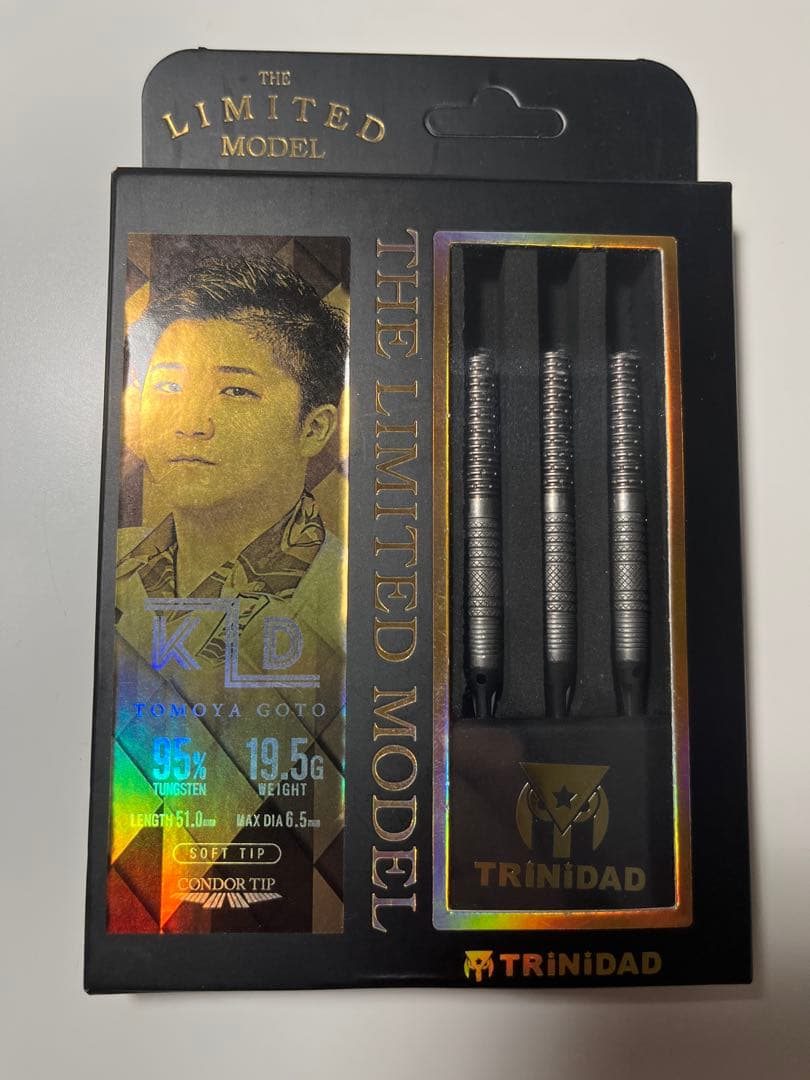 THE
LIMITED
MODEL
THE LIMITED MODEL
KD
TOMOYA GOTO
95% 19.5G
TUNGSTEN WEIGHT
LENGTH 51.0mm MAX DIA 6.5mm
SOFT TIP
CONDOR TIP
TRiNiDAD
TRiNiDAD